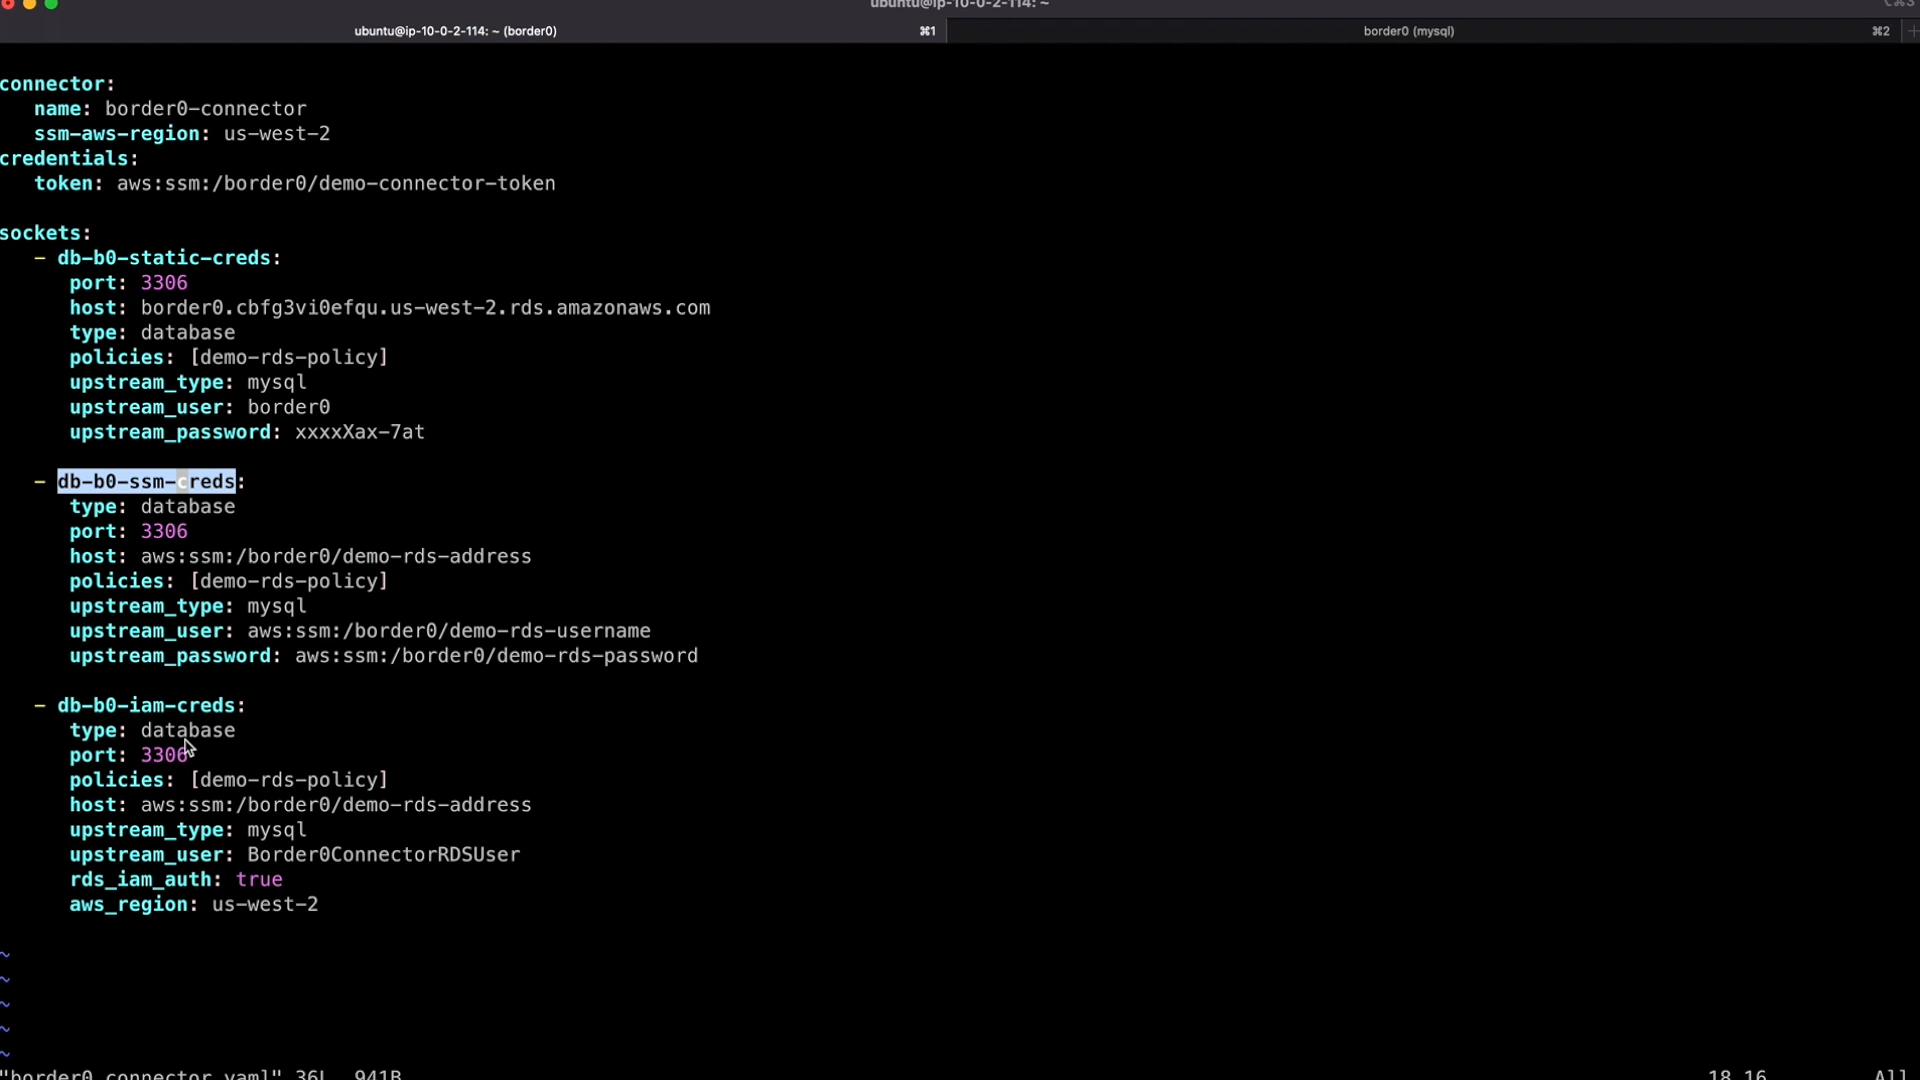 ubuntu@ip-10-0-2-114: ~
⌥⌘3
ubuntu@ip-10-0-2-114: ~ (border0)
⌘1
border0 (mysql)
⌘2
connector:
name: border0-connector
ssm-aws-region: us-west-2
credentials:
token: aws:ssm:/border0/demo-connector-token
sockets:
- db-b0-static-creds:
port: 3306
host: border0.cbfg3vi0efqu.us-west-2.rds.amazonaws.com
type: database
policies: [demo-rds-policy]
upstream_type: mysql
upstream_user: border0
upstream_password: xxxxXax-7at
- db-b0-ssm-creds:
type: database
port: 3306
host: aws:ssm:/border0/demo-rds-address
policies: [demo-rds-policy]
upstream_type: mysql
upstream_user: aws:ssm:/border0/demo-rds-username
upstream_password: aws:ssm:/border0/demo-rds-password
- db-b0-iam-creds:
type: database
port: 3306
policies: [demo-rds-policy]
host: aws:ssm:/border0/demo-rds-address
upstream_type: mysql
upstream_user: Border0ConnectorRDSUser
rds_iam_auth: true
aws_region: us-west-2
~
~
~
~
~
"border0_connector.yaml" 36L, 941B
18,16
All